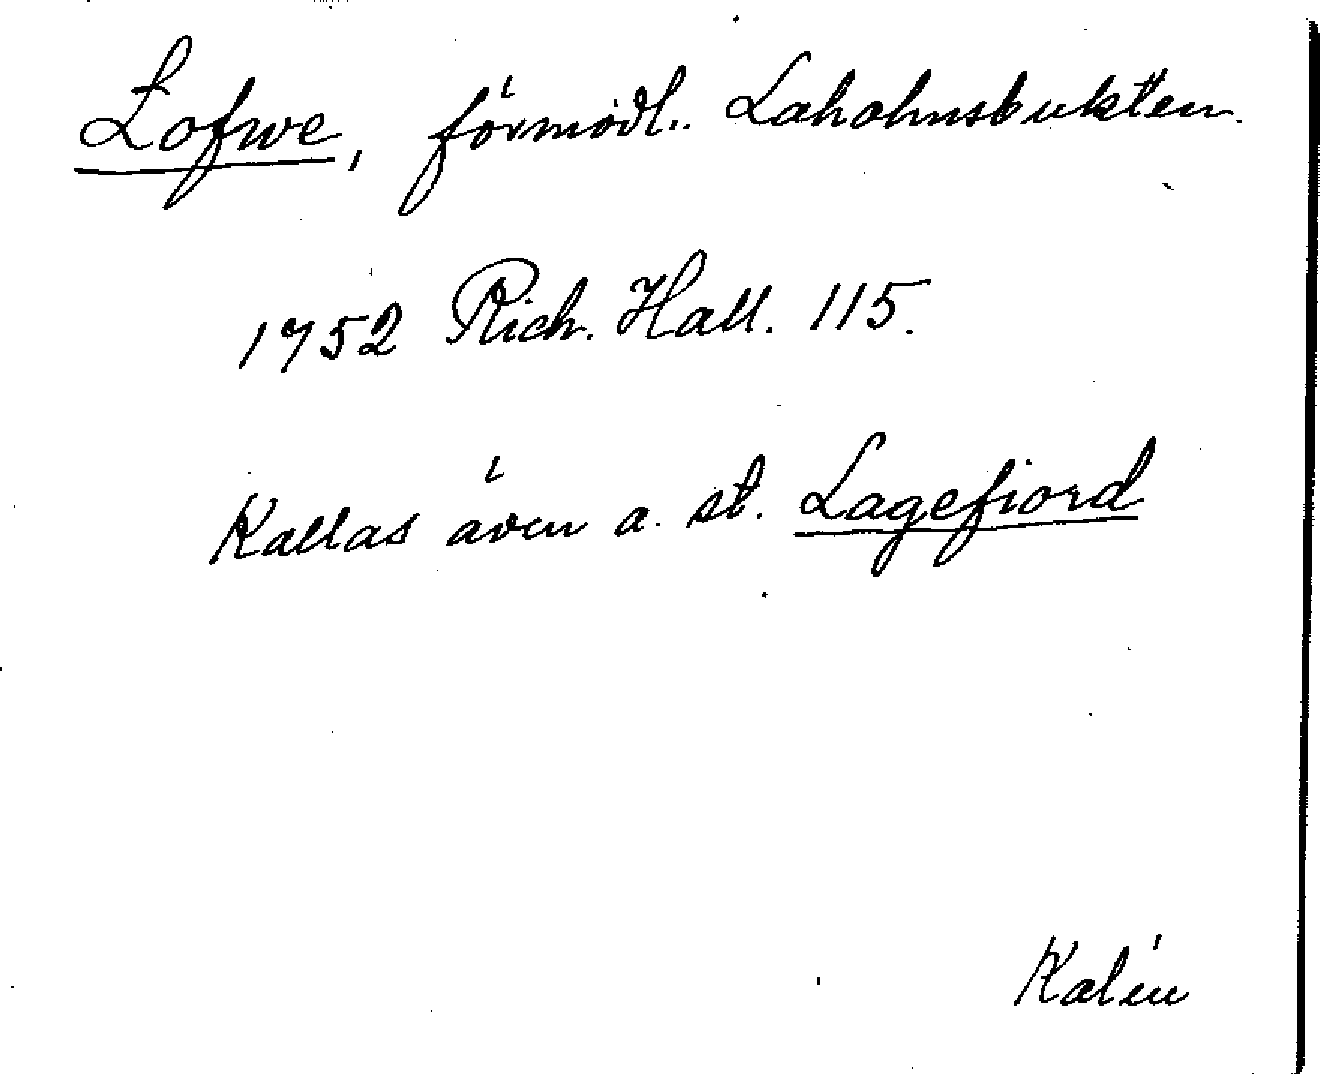 Lofwe, förmodl. Laholmsbukten.
1752 Rich. Hall. 115.
Kallas även a. st. Lagefiord
Kalén